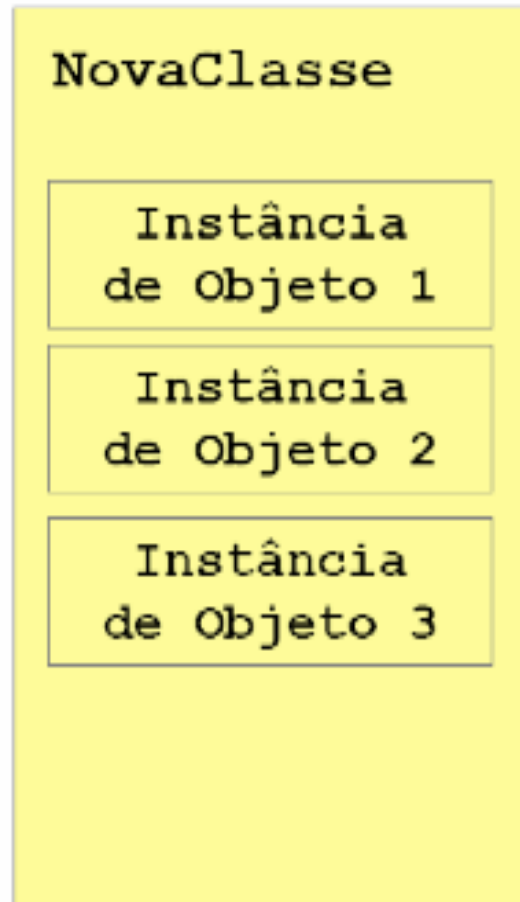 NovaClasse
Instância
de Objeto 1
Instância
de Objeto 2
Instância
de Objeto 3